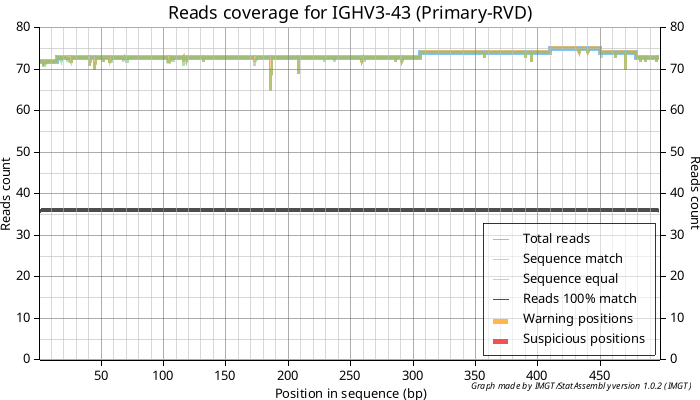 Reads coverage for IGHV3-43 (Primary-RVD)
80
70
60
50
40
30
20
10
0
80
70
60
50
40
30
20
10
0
Reads count
Reads count
50
100
150
200
250
300
350
400
450
Position in sequence (bp)
Total reads
Sequence match
Sequence equal
Reads 100% match
Warning positions
Suspicious positions
Graph made by IMGT/StatAssembly version 1.0.2 (IMGT)